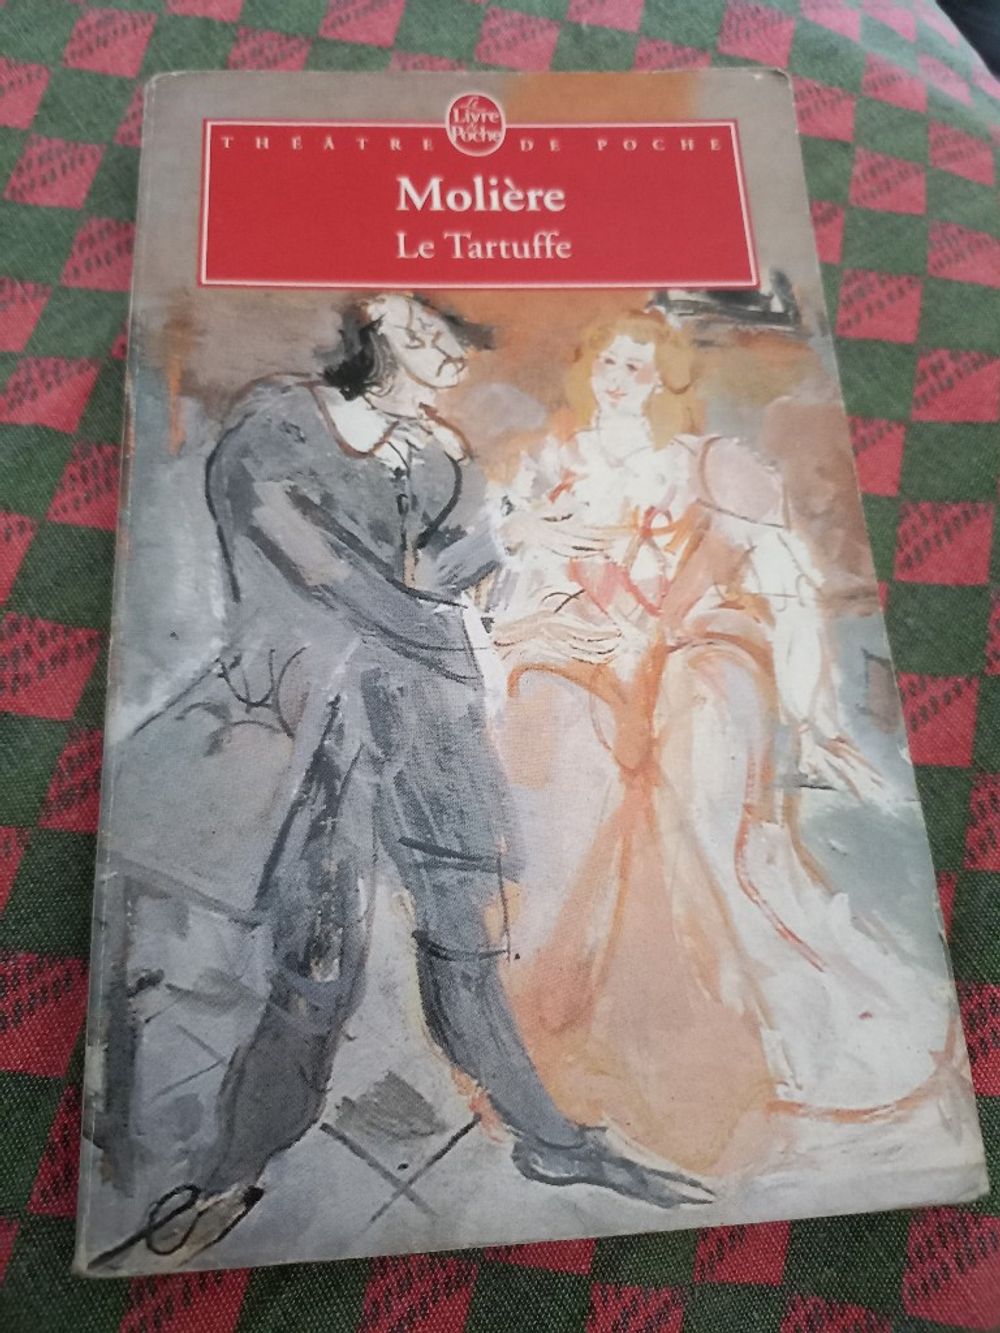 Le
Livre
de
Poche
THÉÂTRE DE POCHE
Molière
Le Tartuffe